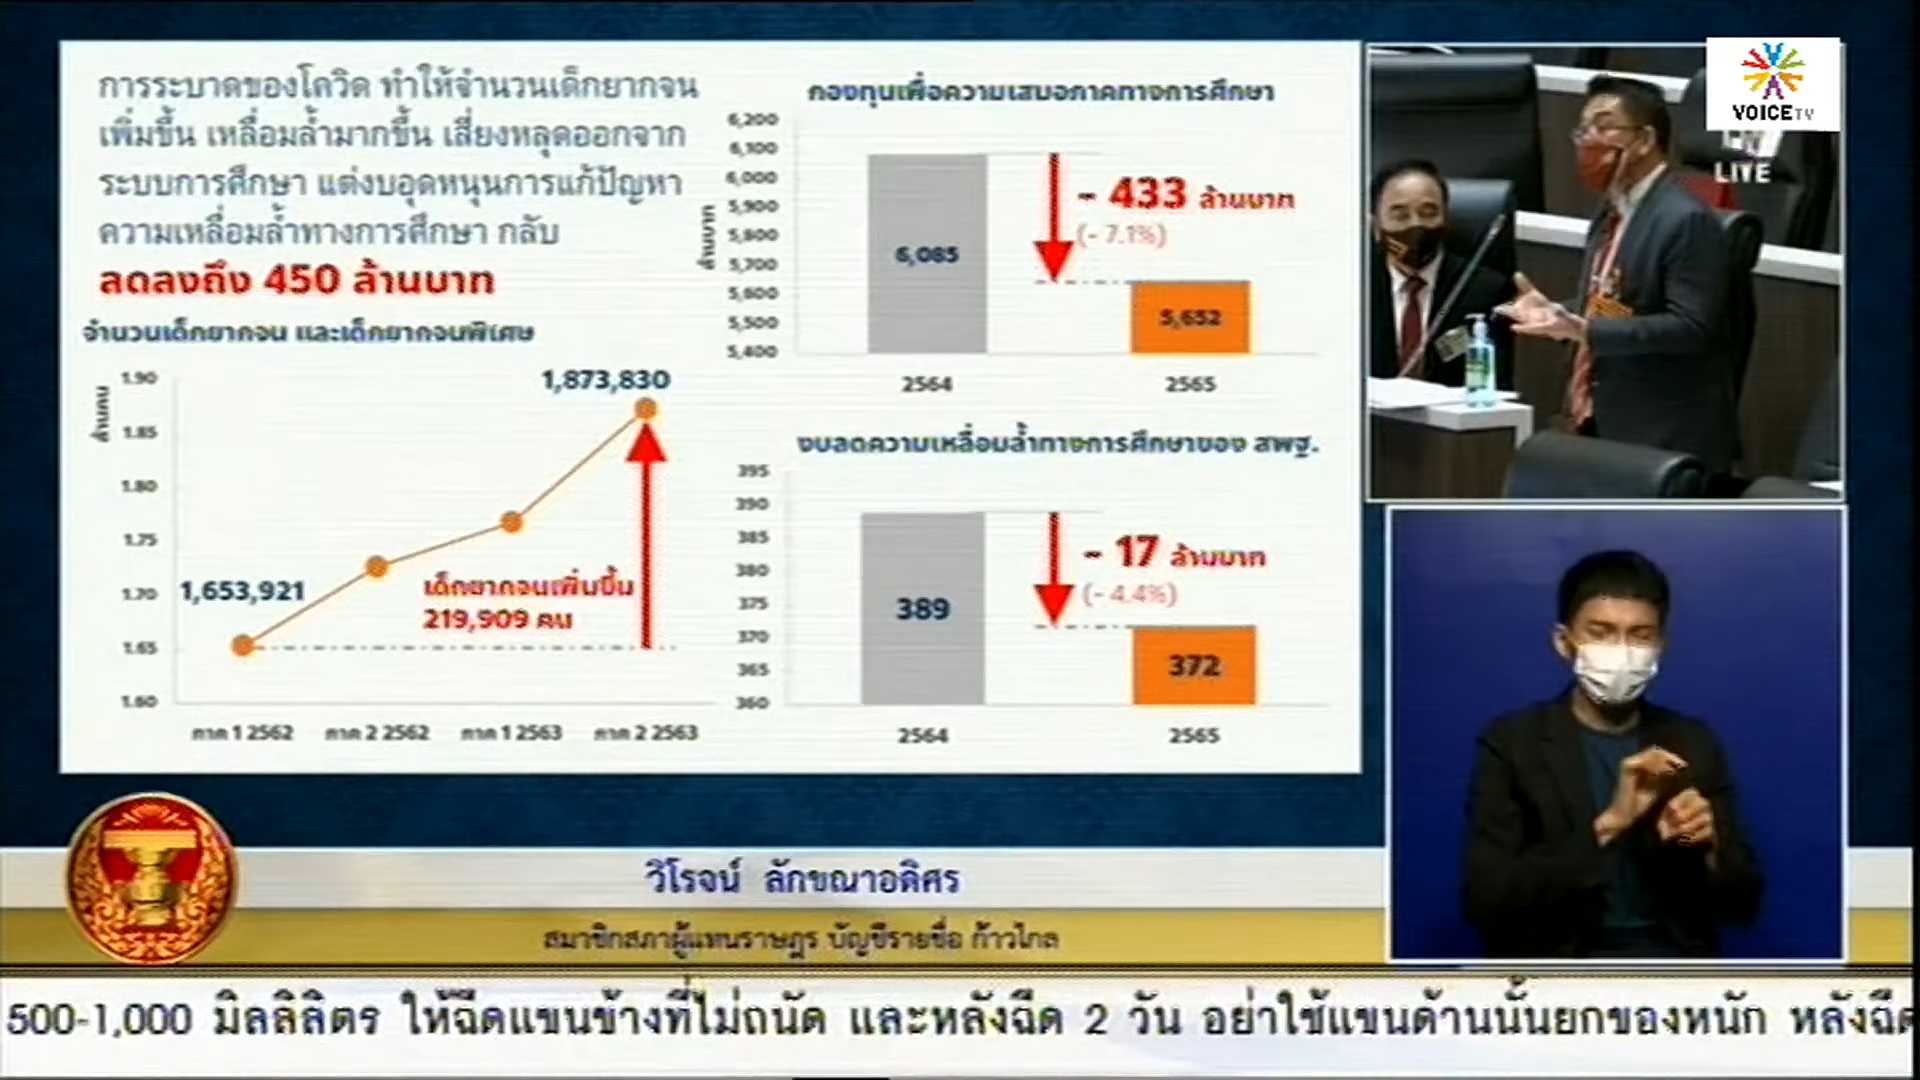 การระบาดของโควิด ทำให้จำนวนเด็กยากจน
เพิ่มขึ้น เหลื่อมล้ำมากขึ้น เสี่ยงหลุดออกจาก
ระบบการศึกษา แต่งบอุดหนุนการแก้ปัญหา
ความเหลื่อมล้ำทางการศึกษา กลับ
ลดลงถึง 450 ล้านบาท
จำนวนเด็กยากจน และเด็กยากจนพิเศษ
ล้านคน
1.90
1.85
1.80
1.75
1.70
1.65
1.60
1,873,830
1,653,921
เด็กยากจนเพิ่มขึ้น
219,909 คน
ภาค 1 2562 ภาค 2 2562 ภาค 1 2563 ภาค 2 2563
กองทุนเพื่อความเสมอภาคทางการศึกษา
ล้านบาท
6,200
6,100
6,000
5,900
5,800
5,700
5,600
5,500
5,400
6,085
- 433 ล้านบาท
(- 7.1%)
5,652
2564 2565
งบลดความเหลื่อมล้ำทางการศึกษาของ สพฐ.
395
390
385
380
375
370
365
360
389
- 17 ล้านบาท
(- 4.4%)
372
2564 2565
VOICE TV
LIVE
วิโรจน์ ลักขณาอดิศร
สมาชิกสภาผู้แทนราษฎร บัญชีรายชื่อ ก้าวไกล
500-1,000 มิลลิลิตร ให้ฉีดแขนข้างที่ไม่ถนัด และหลังฉีด 2 วัน อย่าใช้แขนด้านนั้นยกของหนัก หลังฉีด